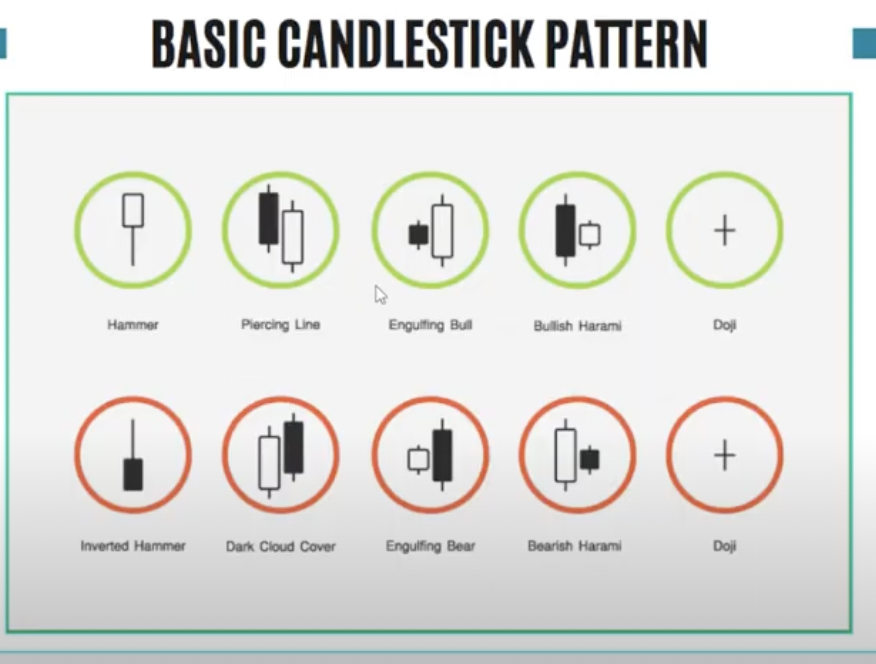 BASIC CANDLESTICK PATTERN
Hammer Piercing Line Engulfing Bull Bullish Harami Doji
Inverted Hammer Dark Cloud Cover Engulfing Bear Bearish Harami Doji